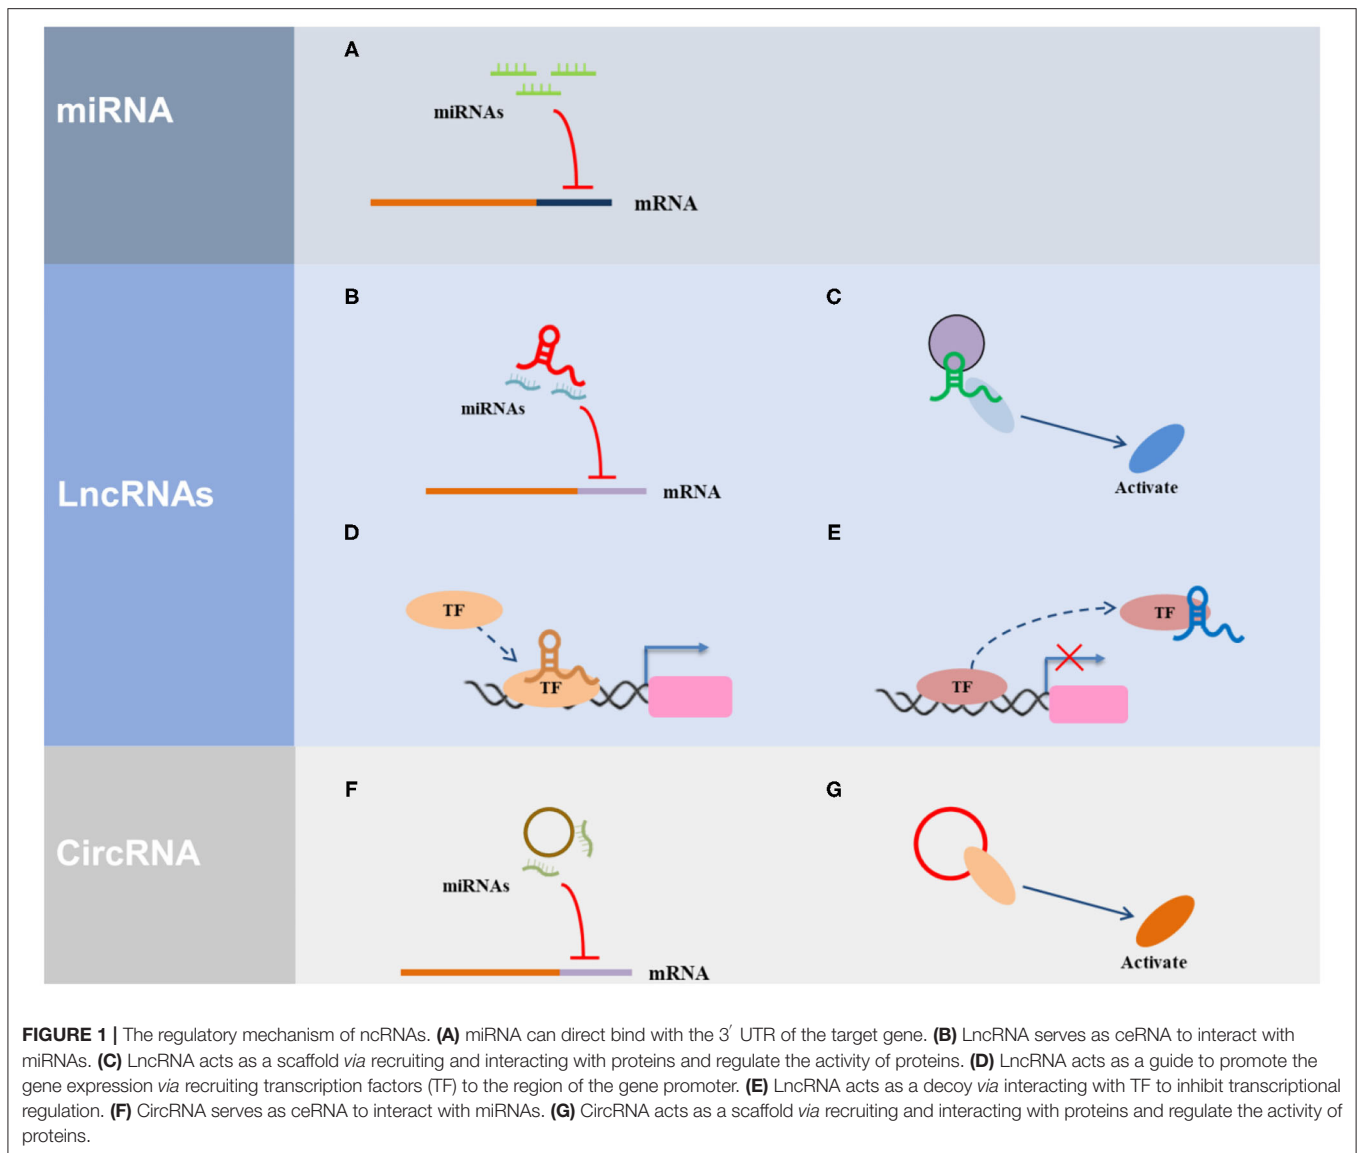 miRNA
A
miRNAs
mRNA
LncRNAs
B
miRNAs
mRNA
C
Activate
D
TF
TF
E
TF
TF
CircRNA
F
miRNAs
mRNA
G
Activate
FIGURE 1 | The regulatory mechanism of ncRNAs. (A) miRNA can direct bind with the 3′ UTR of the target gene. (B) LncRNA serves as ceRNA to interact with
miRNAs. (C) LncRNA acts as a scaffold via recruiting and interacting with proteins and regulate the activity of proteins. (D) LncRNA acts as a guide to promote the
gene expression via recruiting transcription factors (TF) to the region of the gene promoter. (E) LncRNA acts as a decoy via interacting with TF to inhibit transcriptional
regulation. (F) CircRNA serves as ceRNA to interact with miRNAs. (G) CircRNA acts as a scaffold via recruiting and interacting with proteins and regulate the activity of
proteins.